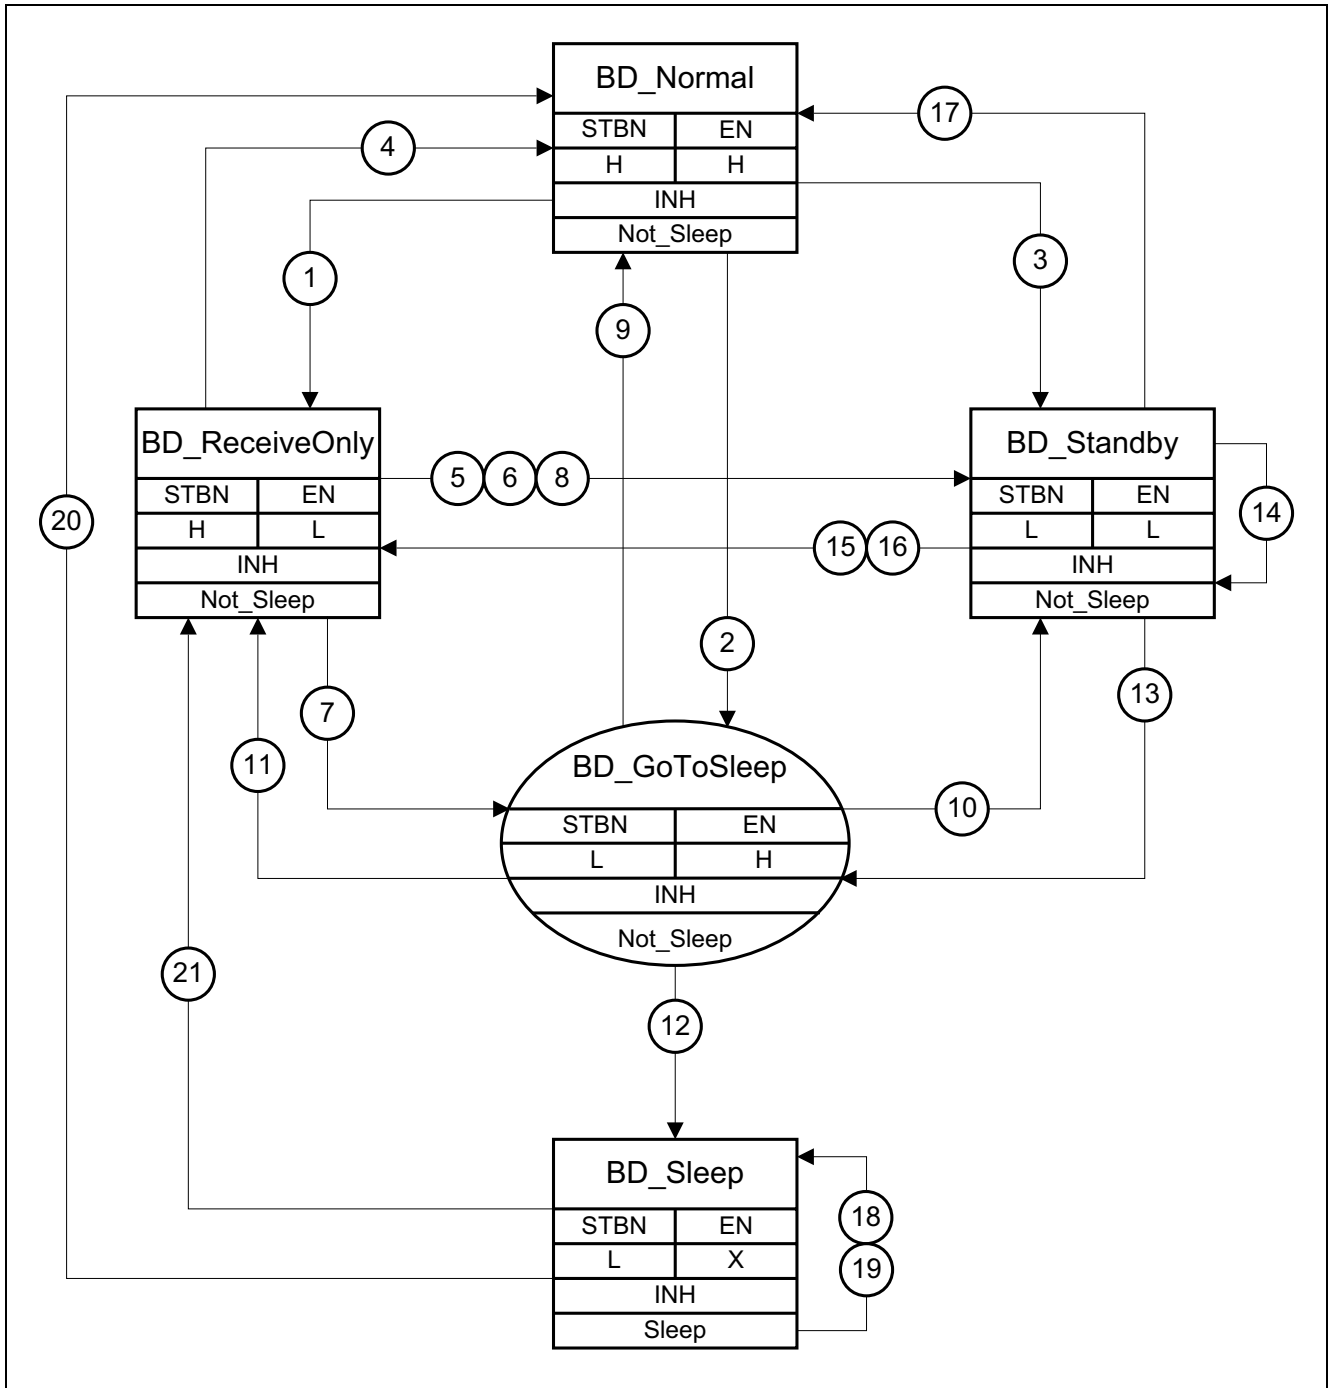 BD_Normal
STBN EN
H H
INH
Not_Sleep
17
4
3
1
9
BD_ReceiveOnly
STBN EN
H L
INH
Not_Sleep
5 6 8
BD_Standby
STBN EN
L L
INH
Not_Sleep
14
20
15 16
2
13
7
11
BD_GoToSleep
STBN EN
L H
INH
Not_Sleep
10
21
12
BD_Sleep
STBN EN
L X
INH
Sleep
18
19